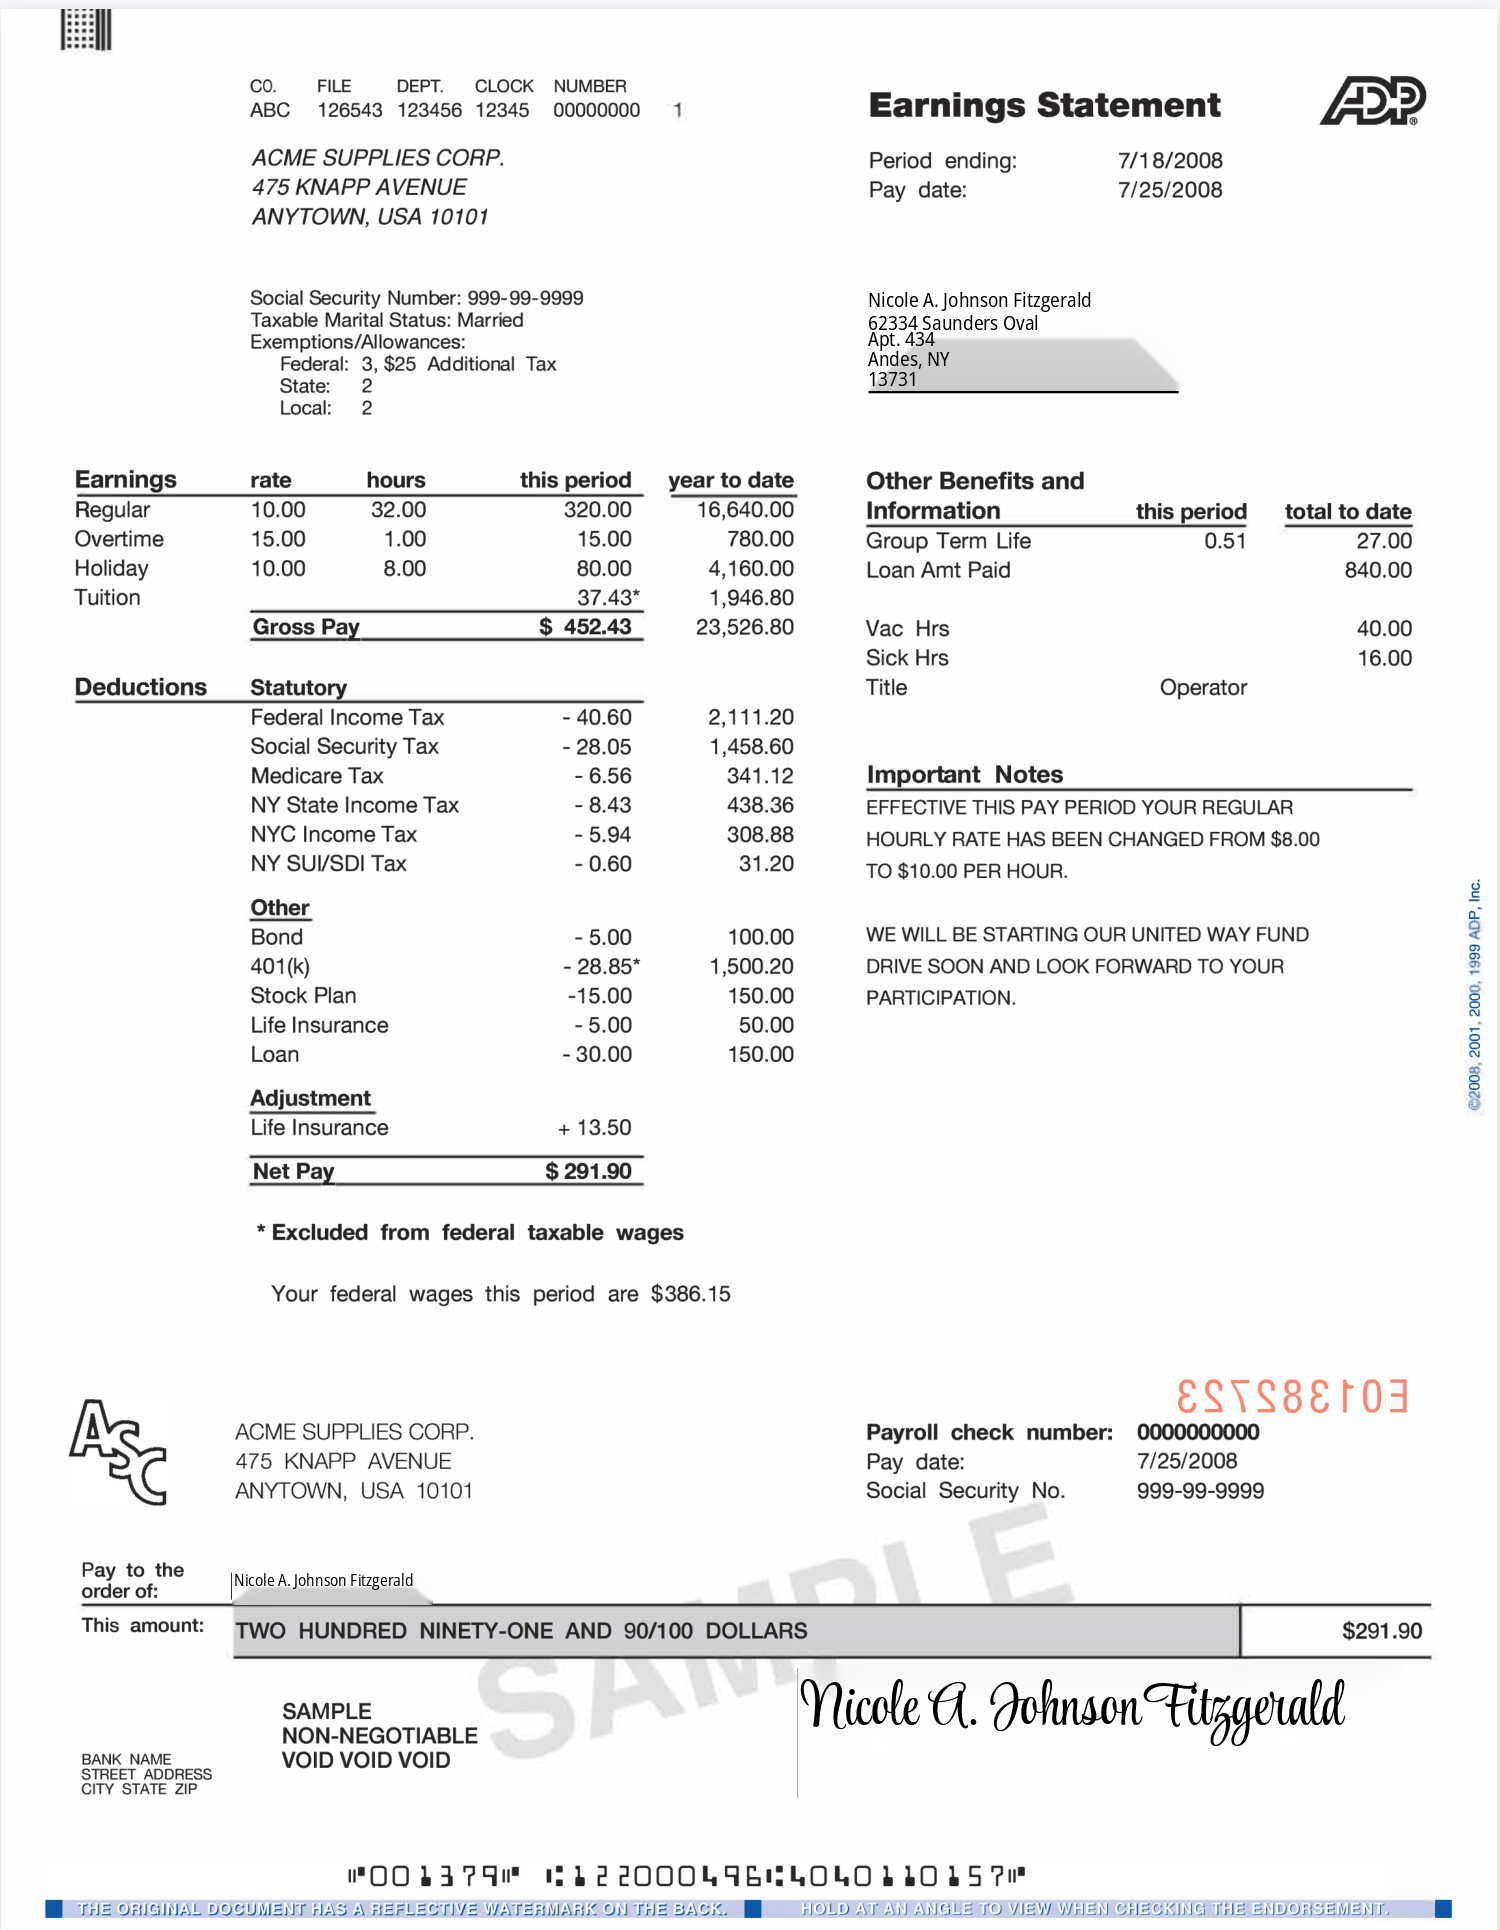 CO. FILE DEPT. CLOCK NUMBER
ABC 126543 123456 12345 00000000 1
Earnings Statement
ADP®
ACME SUPPLIES CORP.
475 KNAPP AVENUE
ANYTOWN, USA 10101
Period ending: 7/18/2008
Pay date: 7/25/2008
Social Security Number: 999-99-9999
Taxable Marital Status: Married
Exemptions/Allowances:
Federal: 3, $25 Additional Tax
State: 2
Local: 2
Nicole A. Johnson Fitzgerald
62334 Saunders Oval
Apt. 434
Andes, NY
13731
Earnings rate hours this period year to date
Regular 10.00 32.00 320.00 16,640.00
Overtime 15.00 1.00 15.00 780.00
Holiday 10.00 8.00 80.00 4,160.00
Tuition 37.43* 1,946.80
Gross Pay $ 452.43 23,526.80
Deductions Statutory
Federal Income Tax - 40.60 2,111.20
Social Security Tax - 28.05 1,458.60
Medicare Tax - 6.56 341.12
NY State Income Tax - 8.43 438.36
NYC Income Tax - 5.94 308.88
NY SUI/SDI Tax - 0.60 31.20
Other
Bond - 5.00 100.00
401(k) - 28.85* 1,500.20
Stock Plan -15.00 150.00
Life Insurance - 5.00 50.00
Loan - 30.00 150.00
Adjustment
Life Insurance + 13.50
Net Pay $ 291.90
* Excluded from federal taxable wages
Your federal wages this period are $386.15
Other Benefits and
Information this period total to date
Group Term Life 0.51 27.00
Loan Amt Paid 840.00
Vac Hrs 40.00
Sick Hrs 16.00
Title Operator
Important Notes
EFFECTIVE THIS PAY PERIOD YOUR REGULAR
HOURLY RATE HAS BEEN CHANGED FROM $8.00
TO $10.00 PER HOUR.
WE WILL BE STARTING OUR UNITED WAY FUND
DRIVE SOON AND LOOK FORWARD TO YOUR
PARTICIPATION.
©2008, 2001, 2000, 1999 ADP, Inc.
E01382723
ASC
ACME SUPPLIES CORP.
475 KNAPP AVENUE
ANYTOWN, USA 10101
Payroll check number: 0000000000
Pay date: 7/25/2008
Social Security No. 999-99-9999
Pay to the
order of: Nicole A. Johnson Fitzgerald
This amount: TWO HUNDRED NINETY-ONE AND 90/100 DOLLARS $291.90
SAMPLE
SAMPLE
NON-NEGOTIABLE
VOID VOID VOID
Nicole A. Johnson Fitzgerald
BANK NAME
STREET ADDRESS
CITY STATE ZIP
⑈001379⑈ ⑆122000496⑆4040110157⑈
THE ORIGINAL DOCUMENT HAS A REFLECTIVE WATERMARK ON THE BACK. HOLD AT AN ANGLE TO VIEW WHEN CHECKING THE ENDORSEMENT.